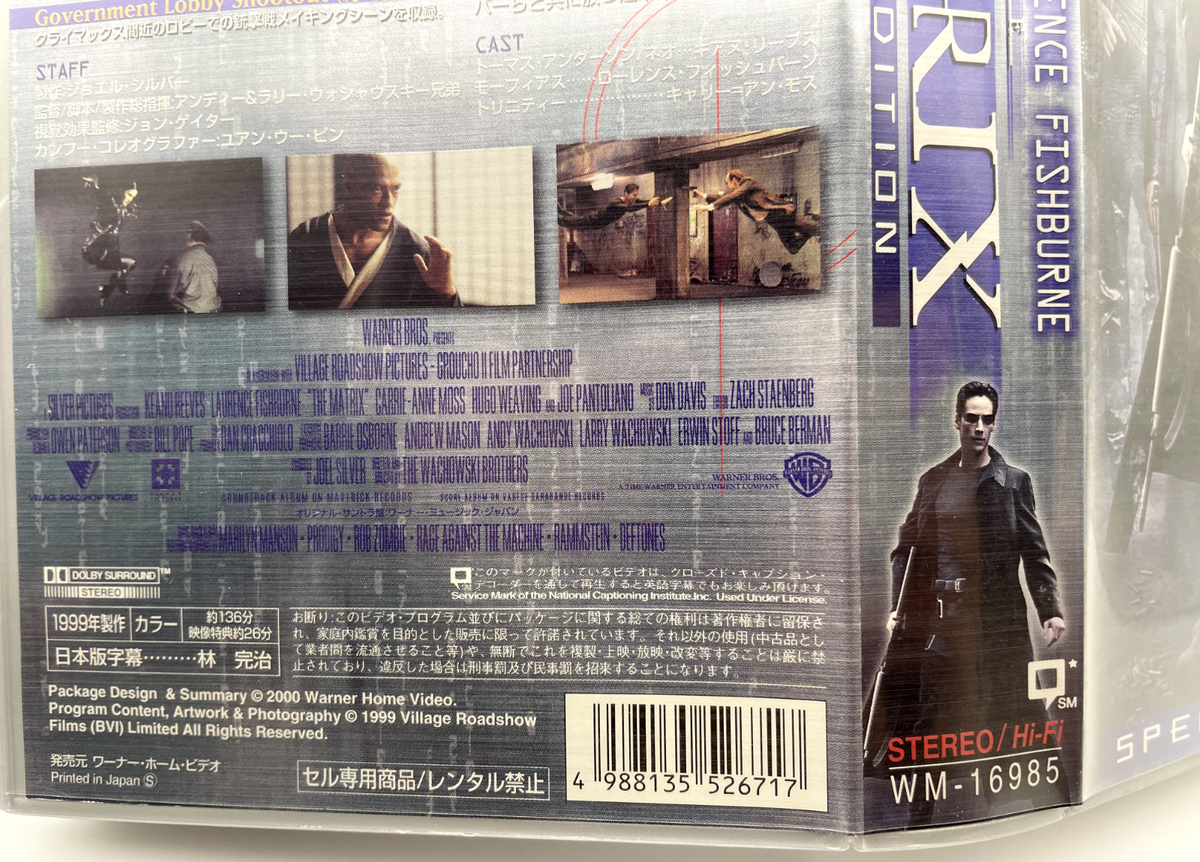 Government Lobby Shootout
クライマックス間近のロビーでの銃撃戦メイキングシーンを収録。
STAFF
製作:ジョエル・シルバー
監督/脚本/製作総指揮:アンディー&ラリー・ウォシャウスキー兄弟
視覚効果監修:ジョン・ゲイター
カンフー・コレオグラファー:ユアン・ウー・ピン
CAST
トーマス・アンダーソン/ネオ…キアヌ・リーブス
モーフィアス………ローレンス・フィッシュバーン
トリニティー…………キャリー=アン・モス
WARNER BROS. PRESENTS
IN ASSOCIATION WITH VILLAGE ROADSHOW PICTURES - GROUCHO II FILM PARTNERSHIP
A SILVER PICTURES PRODUCTION KEANU REEVES LAURENCE FISHBURNE "THE MATRIX" CARRIE-ANNE MOSS HUGO WEAVING AND JOE PANTOLIANO MUSIC BY DON DAVIS EDITOR ZACH STAENBERG
OWEN PATERSON BILL POPE DAN CRACCHIOLO BARRIE OSBORNE ANDREW MASON ANDY WACHOWSKI LARRY WACHOWSKI ERWIN STOFF AND BRUCE BERMAN
JOEL SILVER THE WACHOWSKI BROTHERS
VILLAGE ROADSHOW PICTURES
WARNER BROS.
A TIME WARNER ENTERTAINMENT COMPANY
SOUNDTRACK ALBUM ON MAVERICK RECORDS SCORE ALBUM ON VARESE SARABANDE RECORDS
オリジナル・サントラ盤:ワーナー・ミュージック・ジャパン
MARILYN MANSON · PRODIGY · ROB ZOMBIE · RAGE AGAINST THE MACHINE · RAMMSTEIN · DEFTONES
DOLBY SURROUND™
STEREO
このマークが付いているビデオは、クローズド・キャプション・
デコーダーを通して再生すると英語字幕でもお楽しみ頂けます。
Service Mark of the National Captioning Institute.Inc. Used Under License.
1999年製作 カラー 約136分
映像特典約26分
日本版字幕………林 完治
お断り:このビデオ・プログラム並びにパッケージに関する総ての権利は著作権者に留保さ
れ、家庭内鑑賞を目的とした販売に限って許諾されています。それ以外の使用(中古品とし
て業者間を流通させること等)や、無断でこれを複製・上映・放映・改変等することは厳に禁
止されており、違反した場合は刑事罰及び民事罰を招来することになります。
Package Design & Summary © 2000 Warner Home Video.
Program Content, Artwork & Photography © 1999 Village Roadshow
Films (BVI) Limited All Rights Reserved.
発売元 ワーナー・ホーム・ビデオ
Printed in Japan Ⓢ
セル専用商品/レンタル禁止
4 988135 526717
RIX
DITION
ENCE FISHBURNE
SM
STEREO/Hi-Fi
WM-16985
SPE